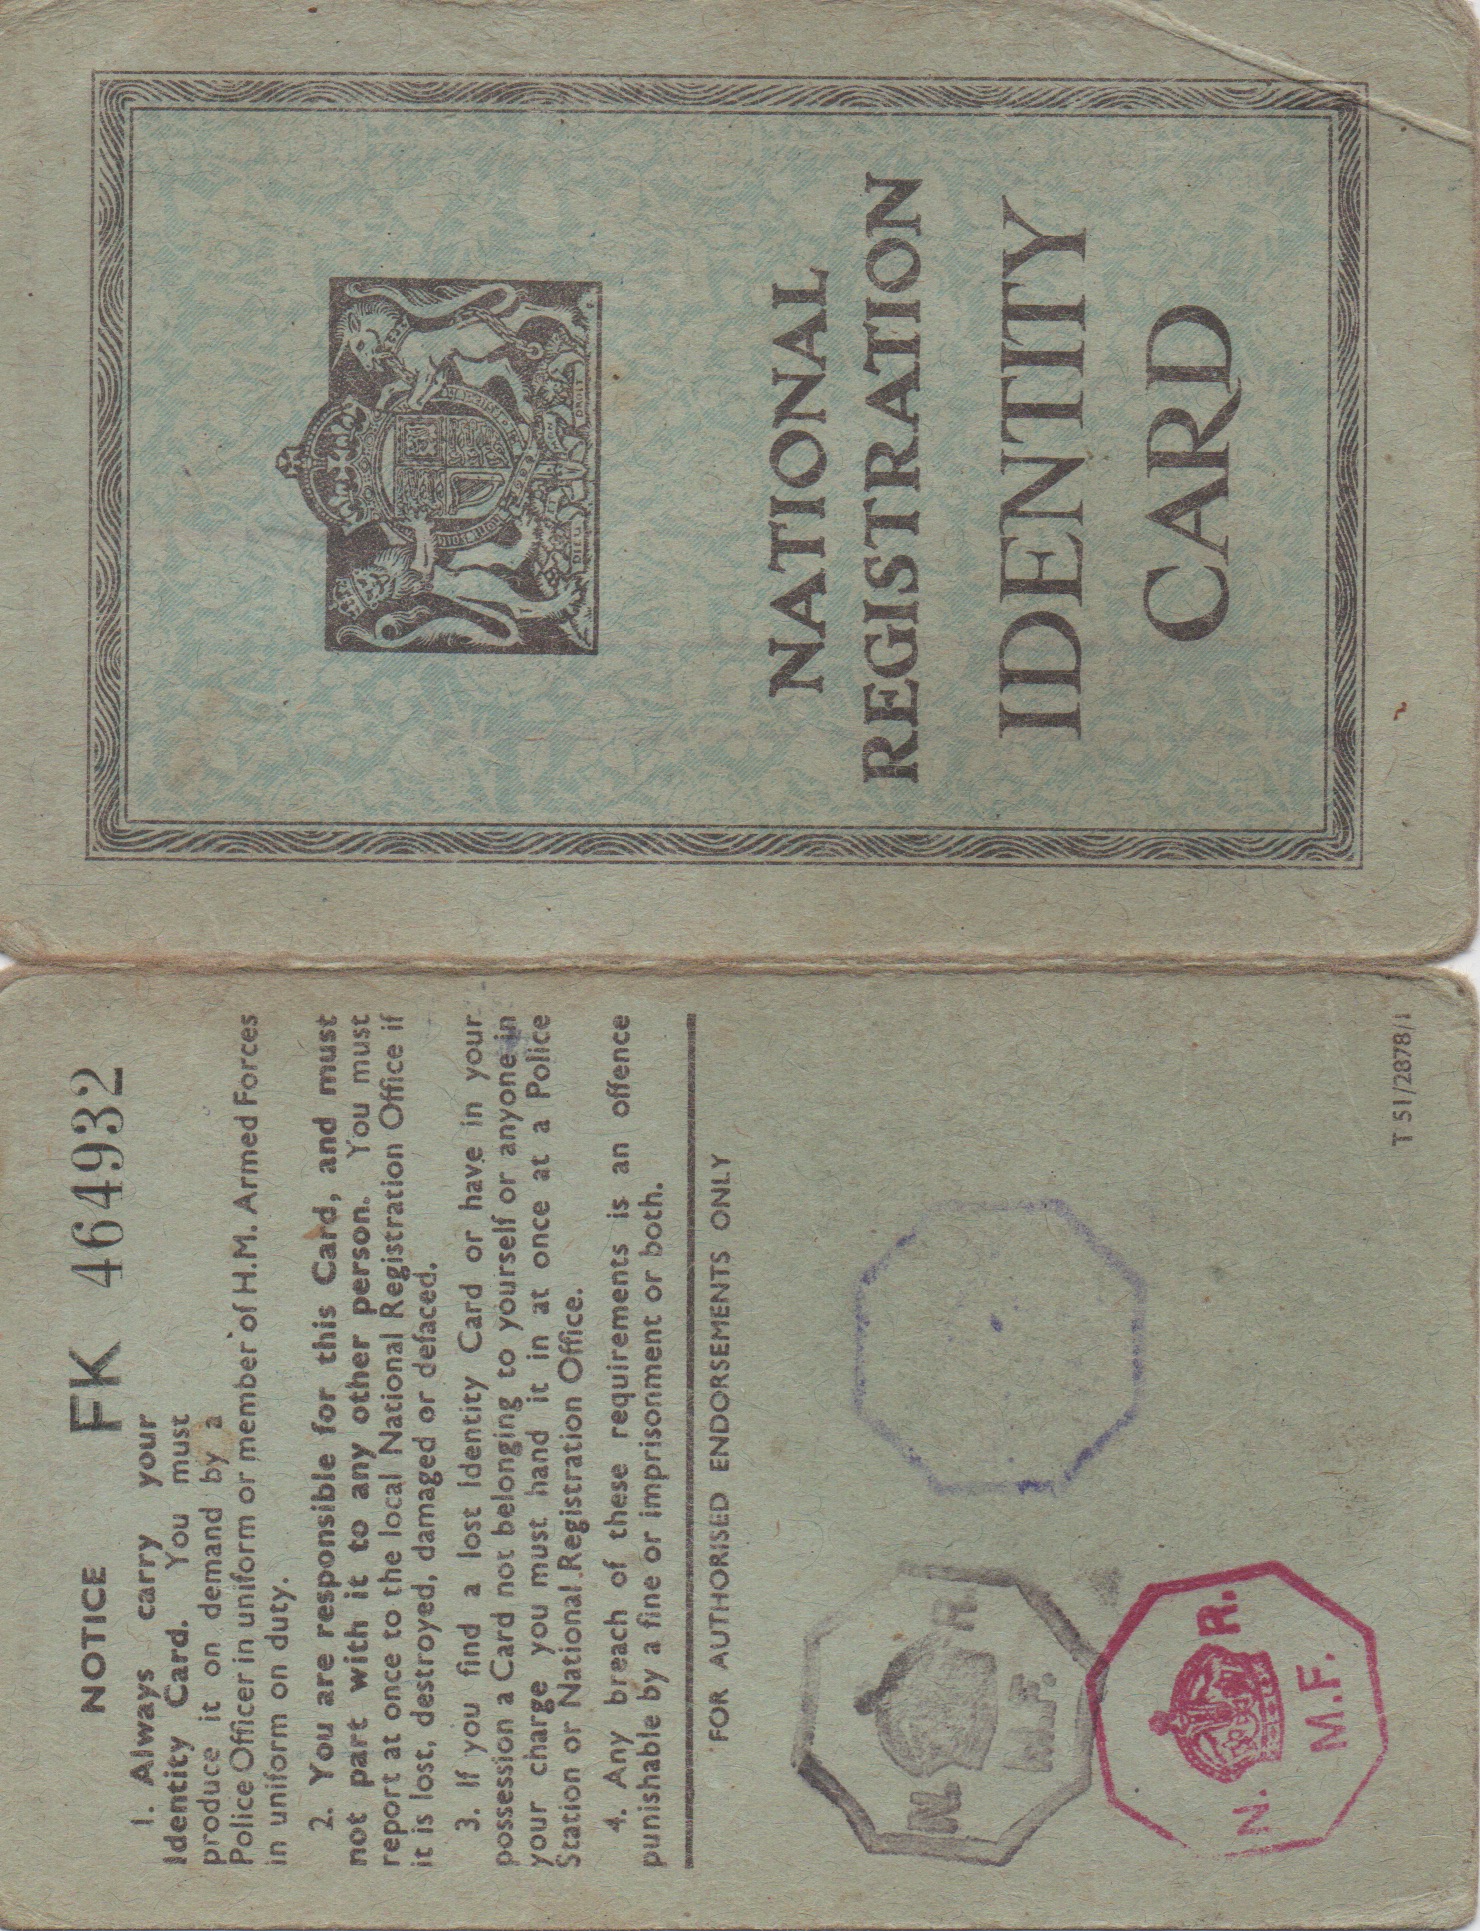 NOTICE FK 464932
1. Always carry your
Identity Card. You must
produce it on demand by a
Police Officer in uniform or member of H.M. Armed Forces
in uniform on duty.
2. You are responsible for this Card, and must
not part with it to any other person. You must
report at once to the local National Registration Office if
it is lost, destroyed, damaged or defaced.
3. If you find a lost Identity Card or have in your
possession a Card not belonging to yourself or anyone in
your charge you must hand it in at once at a Police
Station or National Registration Office.
4. Any breach of these requirements is an offence
punishable by a fine or imprisonment or both.
FOR AUTHORISED ENDORSEMENTS ONLY
N. R.
M.F.
N. R.
M.F.
T 51/2878/1
DIEU ET MON DROIT
NATIONAL
REGISTRATION
IDENTITY
CARD